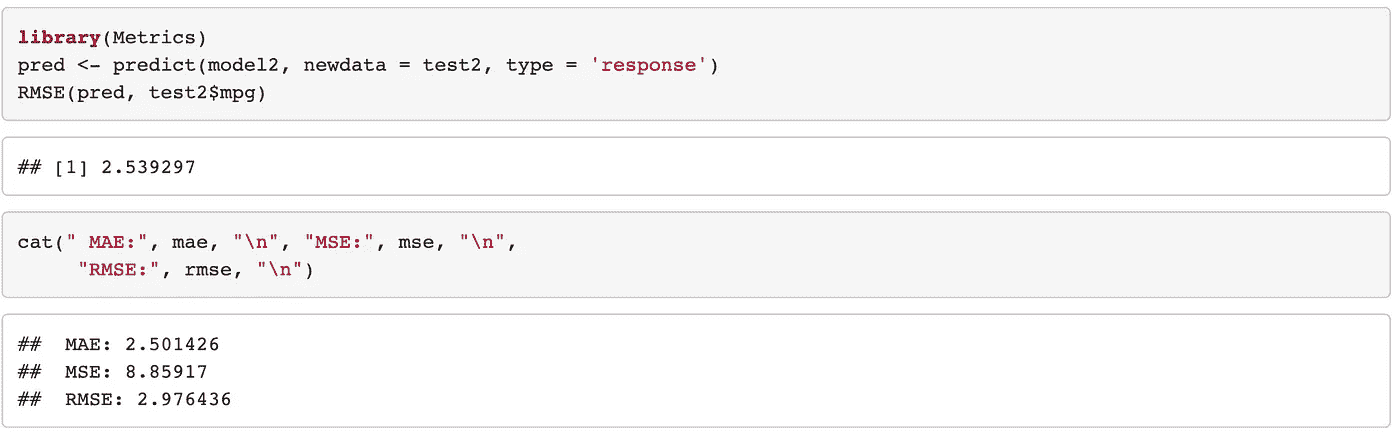 library(Metrics)
pred <- predict(model2, newdata = test2, type = 'response')
RMSE(pred, test2$mpg)
## [1] 2.539297
cat(" MAE:", mae, "\n", "MSE:", mse, "\n",
     "RMSE:", rmse, "\n")
##  MAE: 2.501426
##  MSE: 8.85917
##  RMSE: 2.976436